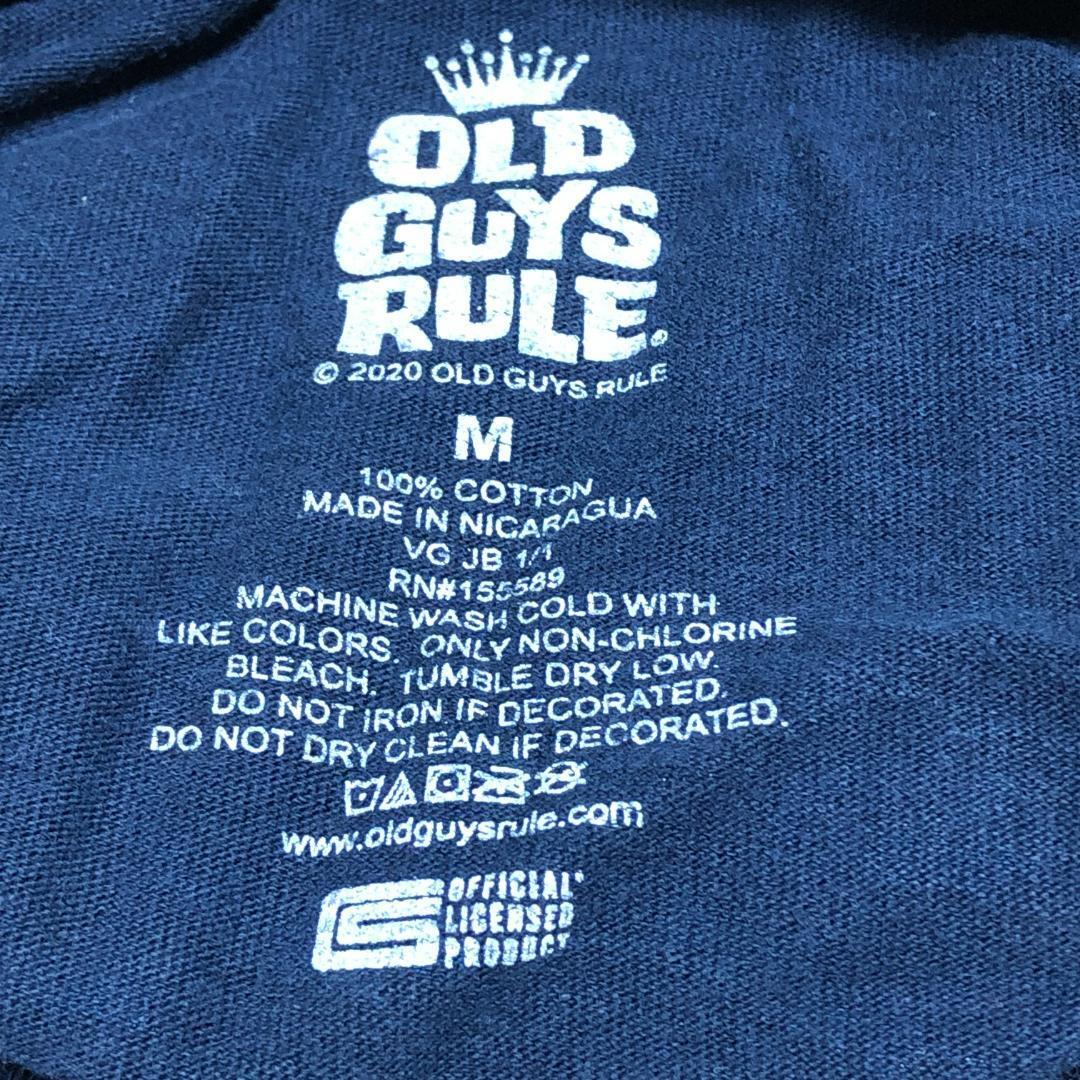 OLD
GUYS
RULE.
© 2020 OLD GUYS RULE
M
100% COTTON
MADE IN NICARAGUA
VG JB 1/1
RN#155589
MACHINE WASH COLD WITH
LIKE COLORS. ONLY NON-CHLORINE
BLEACH. TUMBLE DRY LOW.
DO NOT IRON IF DECORATED.
DO NOT DRY CLEAN IF DECORATED.
www.oldguysrule.com
OFFICIAL
LICENSED
PRODUCT